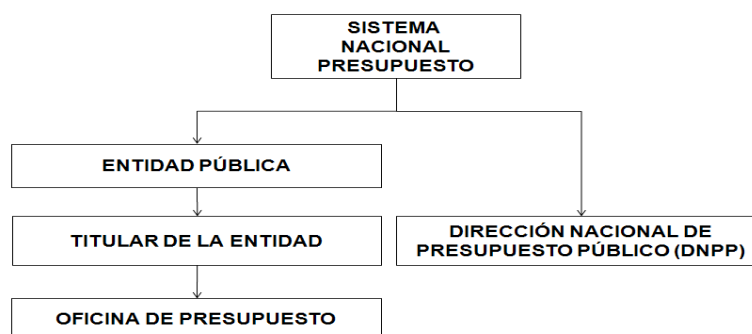 SISTEMA
NACIONAL
PRESUPUESTO
ENTIDAD PÚBLICA
TITULAR DE LA ENTIDAD
OFICINA DE PRESUPUESTO
DIRECCIÓN NACIONAL DE
PRESUPUESTO PÚBLICO (DNPP)